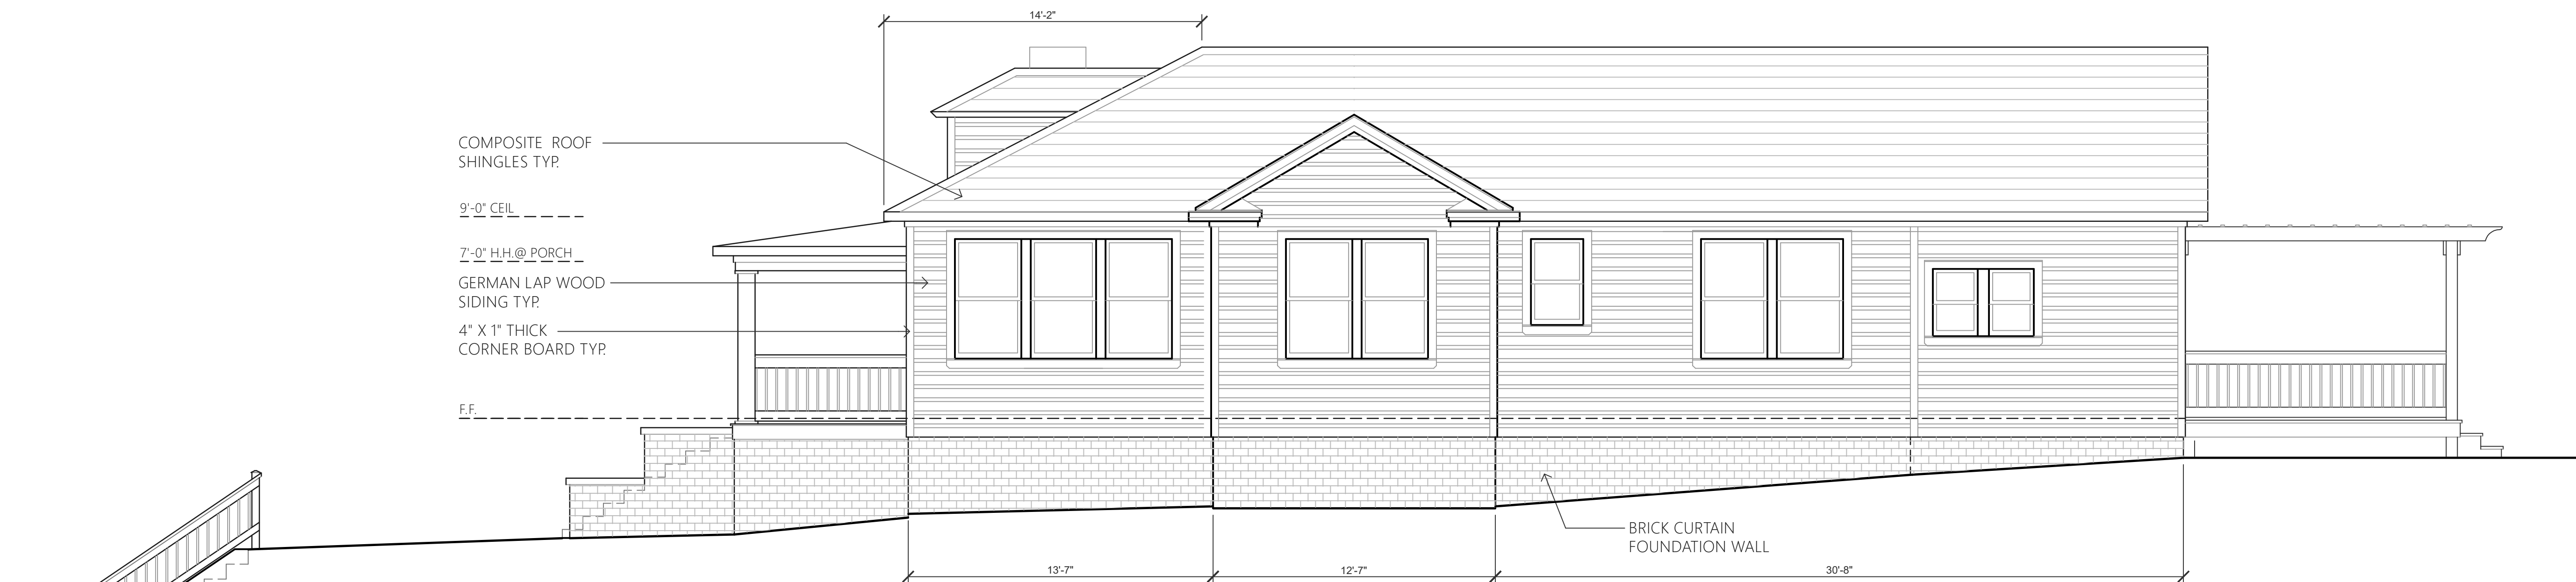 14'-2"
COMPOSITE ROOF
SHINGLES TYP.
9'-0" CEIL
7'-0" H.H.@ PORCH
GERMAN LAP WOOD
SIDING TYP.
4" X 1" THICK
CORNER BOARD TYP.
F.F.
BRICK CURTAIN
FOUNDATION WALL
13'-7"
12'-7"
30'-8"